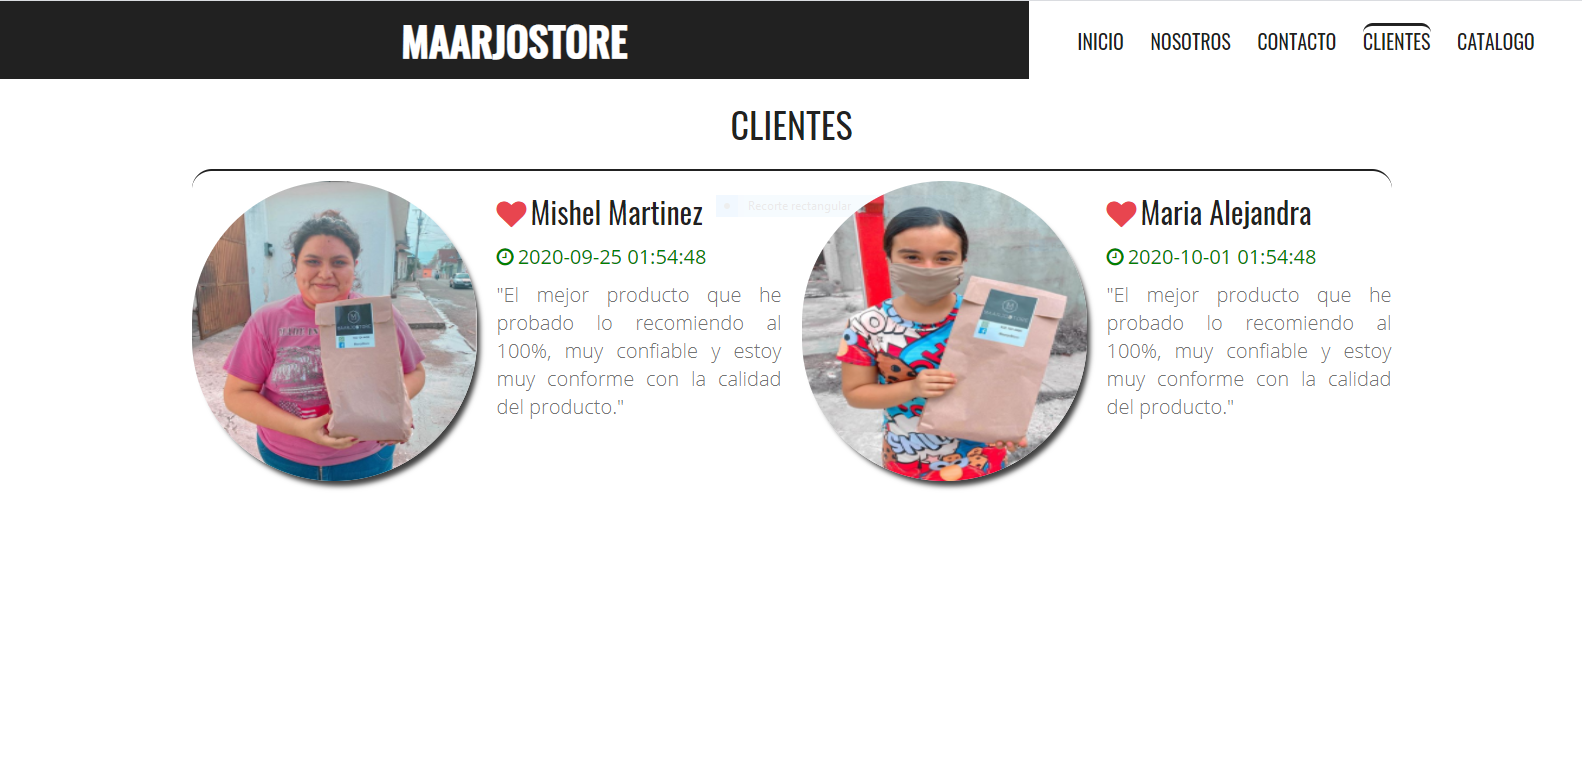 MAARJOSTORE
INICIO NOSOTROS CONTACTO CLIENTES CATALOGO
CLIENTES
Mishel Martinez
2020-09-25 01:54:48
"El mejor producto que he
probado lo recomiendo al
100%, muy confiable y estoy
muy conforme con la calidad
del producto."
Recorte rectangular
Maria Alejandra
2020-10-01 01:54:48
"El mejor producto que he
probado lo recomiendo al
100%, muy confiable y estoy
muy conforme con la calidad
del producto."